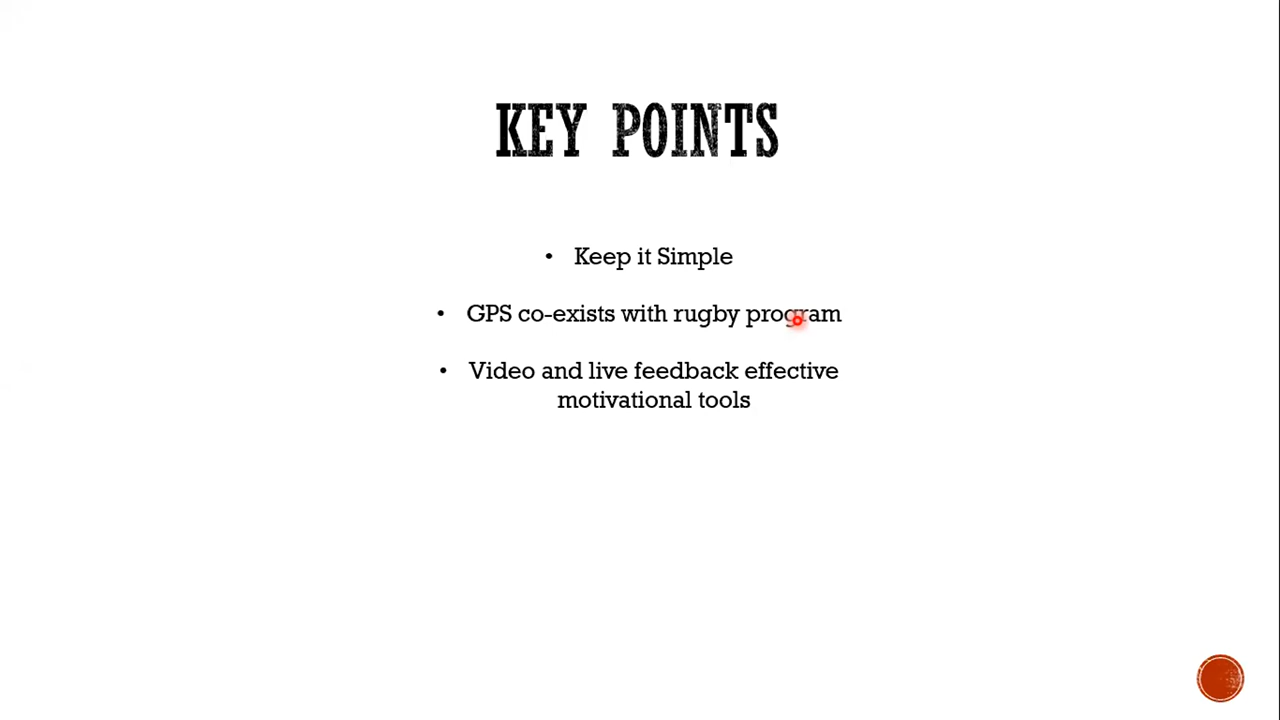 KEY POINTS
• Keep it Simple
• GPS co-exists with rugby program
• Video and live feedback effective
motivational tools